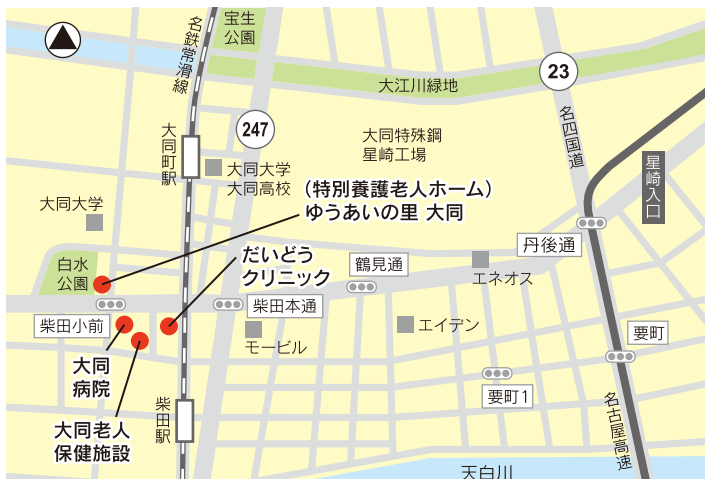 宝生
公園
名鉄常滑線
大江川緑地
23
247
大同町駅
大同特殊鋼
星崎工場
名四国道
大同大学
大同高校
星崎入口
(特別養護老人ホーム)
ゆうあいの里 大同
大同大学
丹後通
だいどう
クリニック
白水
公園
鶴見通
エネオス
柴田本通
柴田小前
エイデン
要町
モービル
大同
病院
要町1
柴田駅
名古屋高速
大同老人
保健施設
天白川